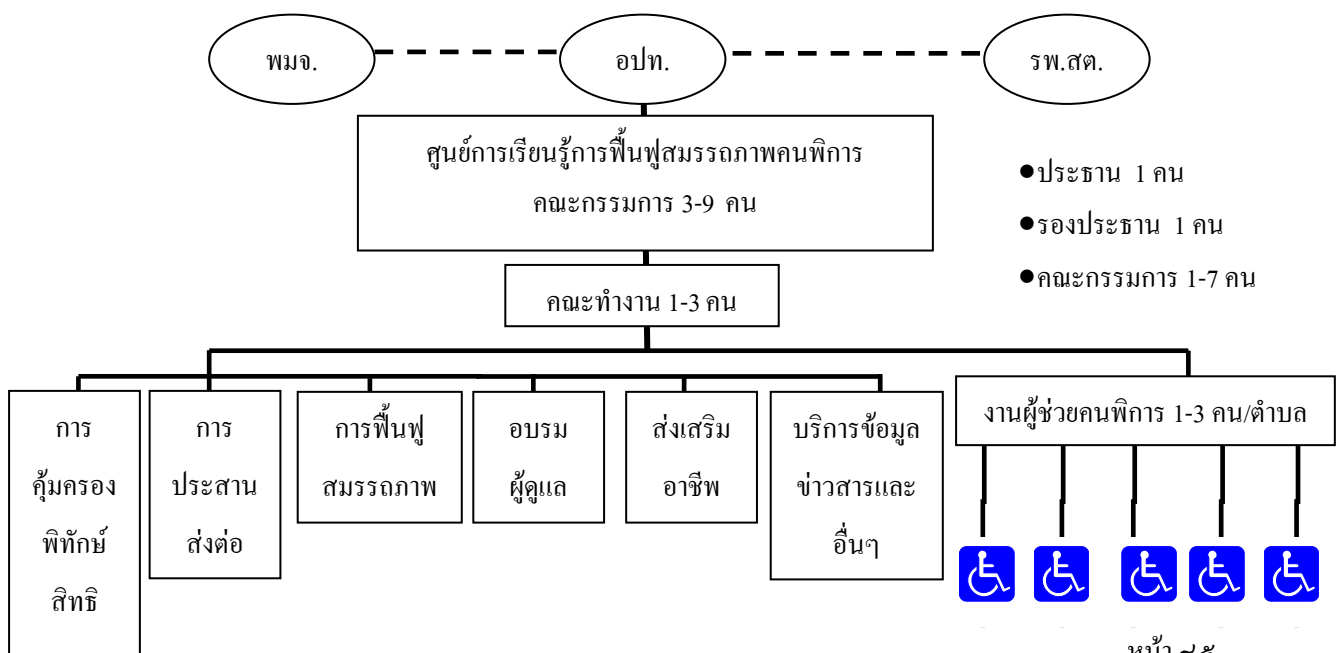 พมจ.
อปท.
รพ.สต.
ศูนย์การเรียนรู้การฟื้นฟูสมรรถภาพคนพิการ
คณะกรรมการ 3-9 คน
●ประธาน 1 คน
●รองประธาน 1 คน
●คณะกรรมการ 1-7 คน
คณะทำงาน 1-3 คน
การ
คุ้มครอง
พิทักษ์
สิทธิ
การ
ประสาน
ส่งต่อ
การฟื้นฟู
สมรรถภาพ
อบรม
ผู้ดูแล
ส่งเสริม
อาชีพ
บริการข้อมูล
ข่าวสารและ
อื่นๆ
งานผู้ช่วยคนพิการ 1-3 คน/ตำบล
หน้า